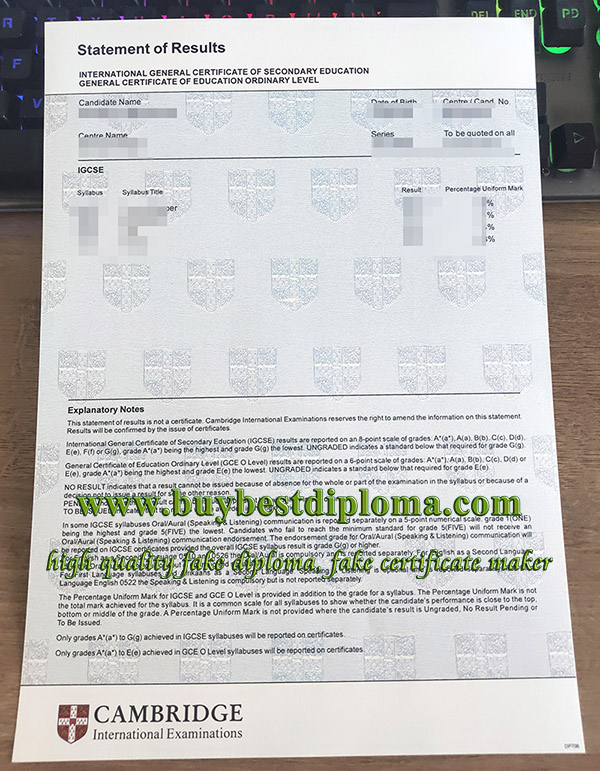 DEL END PD
F
V
Statement of Results
INTERNATIONAL GENERAL CERTIFICATE OF SECONDARY EDUCATION
GENERAL CERTIFICATE OF EDUCATION ORDINARY LEVEL
Candidate Name Date of Birth Centre / Cand. No.
Centre Name Series To be quoted on all
IGCSE
Syllabus Syllabus Title Result Percentage Uniform Mark
%
%
%
%
Explanatory Notes
This statement of results is not a certificate. Cambridge International Examinations reserves the right to amend the information on this statement.
Results will be confirmed by the issue of certificates.
International General Certificate of Secondary Education (IGCSE) results are reported on an 8-point scale of grades: A*(a*), A(a), B(b), C(c), D(d),
E(e), F(f) or G(g), grade A*(a*) being the highest and grade G(g) the lowest. UNGRADED indicates a standard below that required for grade G(g).
General Certificate of Education Ordinary Level (GCE O Level) results are reported on a 6-point scale of grades: A*(a*), A(a), B(b), C(c), D(d) or
E(e), grade A*(a*) being the highest and grade E(e) the lowest. UNGRADED indicates a standard below that required for grade E(e).
NO RESULT indicates that a result cannot be issued because of absence for the whole or part of the examination in the syllabus or because of a
decision not to issue a result for some other reason.
www.buybestdiploma.com
In some IGCSE syllabuses Oral/Aural (Speaking & Listening) communication is reported separately on a 5-point numerical scale, grade 1(ONE)
being the highest and grade 5(FIVE) the lowest. Candidates who fail to reach the minimum standard for grade 5(FIVE) will not receive an
Oral/Aural (Speaking & Listening) communication endorsement. The endorsed grade for Oral/Aural (Speaking & Listening) communication will
be reported on IGCSE certificates provided the overall IGCSE syllabus result is grade G(g) or higher.
high quality fake diploma, fake certificate maker
Language English 0522 the Speaking & Listening is compulsory but is not reported separately.
The Percentage Uniform Mark for IGCSE and GCE O Level is provided in addition to the grade for a syllabus. The Percentage Uniform Mark is not
the total mark achieved for the syllabus. It is a common scale for all syllabuses to show whether the candidate's performance is close to the top,
bottom or middle of the grade. A Percentage Uniform Mark is not provided where the candidate's result is Ungraded, No Result Pending or
To Be Issued.
Only grades A*(a*) to G(g) achieved in IGCSE syllabuses will be reported on certificates.
Only grades A*(a*) to E(e) achieved in GCE O Level syllabuses will be reported on certificates.
CAMBRIDGE
International Examinations